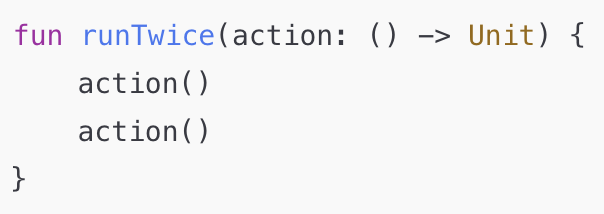 fun runTwice(action: () -> Unit) {
    action()
    action()
}